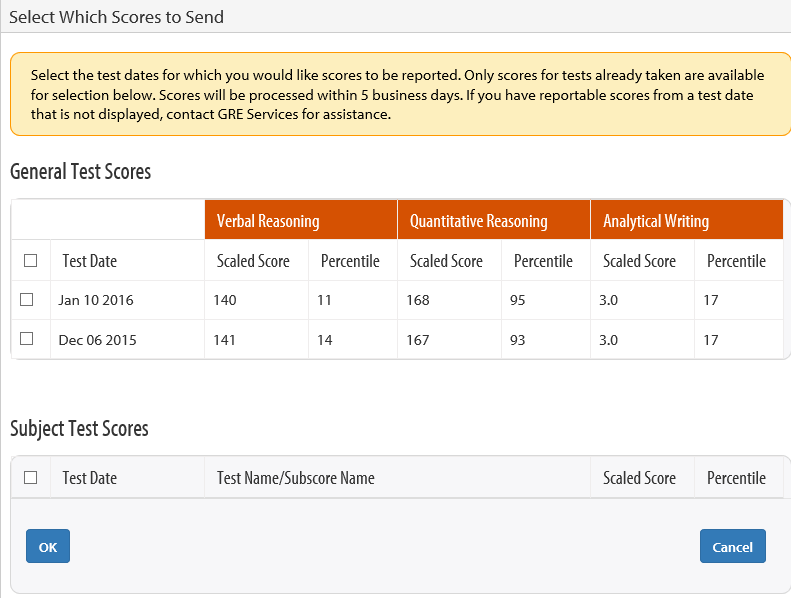 Select Which Scores to Send
Select the test dates for which you would like scores to be reported. Only scores for tests already taken are available
for selection below. Scores will be processed within 5 business days. If you have reportable scores from a test date
that is not displayed, contact GRE Services for assistance.
General Test Scores
Verbal Reasoning Quantitative Reasoning Analytical Writing
Test Date Scaled Score Percentile Scaled Score Percentile Scaled Score Percentile
Jan 10 2016 140 11 168 95 3.0 17
Dec 06 2015 141 14 167 93 3.0 17
Subject Test Scores
Test Date Test Name/Subscore Name Scaled Score Percentile
OK Cancel